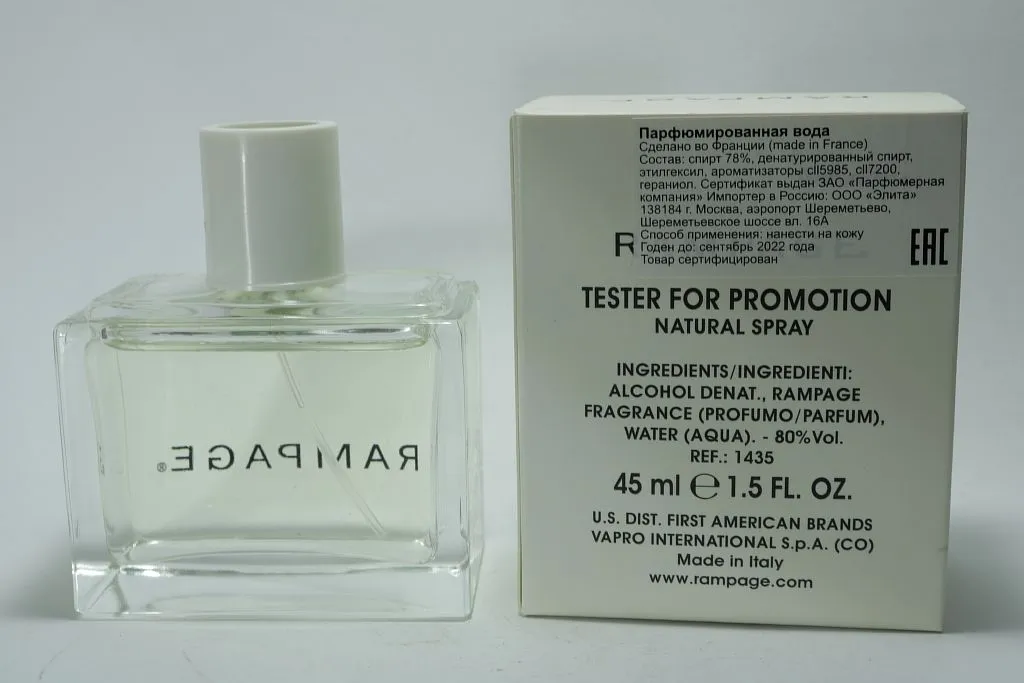 RAMPAGE®
RAMPAGE
Парфюмированная вода
Сделано во Франции (made in France)
Состав: спирт 78%, денатурированный спирт,
этилгексил, ароматизаторы cll5985, cll7200,
гераниол. Сертификат выдан ЗАО «Парфюмерная
компания» Импортер в Россию: ООО «Элита»
138184 г. Москва, аэропорт Шереметьево,
Шереметьевское шоссе вл. 16А
Способ применения: нанести на кожу
Годен до: сентябрь 2022 года
Товар сертифицирован
EAC
TESTER FOR PROMOTION
NATURAL SPRAY
INGREDIENTS/INGREDIENTI:
ALCOHOL DENAT., RAMPAGE
FRAGRANCE (PROFUMO/PARFUM),
WATER (AQUA). - 80%Vol.
REF.: 1435
45 ml ℮ 1.5 FL. OZ.
U.S. DIST. FIRST AMERICAN BRANDS
VAPRO INTERNATIONAL S.p.A. (CO)
Made in Italy
www.rampage.com